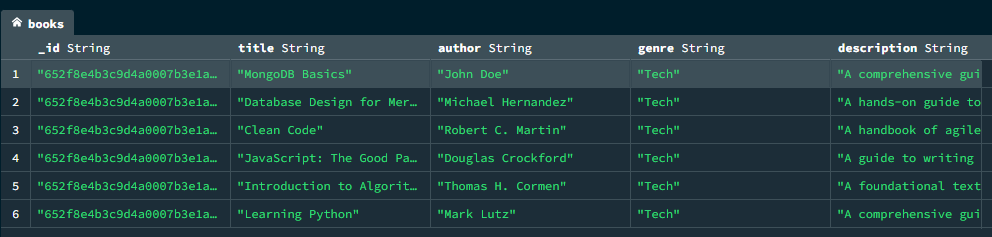 books
_id String title String author String genre String description String
1 "652f8e4b3c9d4a0007b3e1a… "MongoDB Basics" "John Doe" "Tech" "A comprehensive gui
2 "652f8e4b3c9d4a0007b3e1a… "Database Design for Mer… "Michael Hernandez" "Tech" "A hands-on guide to
3 "652f8e4b3c9d4a0007b3e1a… "Clean Code" "Robert C. Martin" "Tech" "A handbook of agile
4 "652f8e4b3c9d4a0007b3e1a… "JavaScript: The Good Pa… "Douglas Crockford" "Tech" "A guide to writing
5 "652f8e4b3c9d4a0007b3e1a… "Introduction to Algorit… "Thomas H. Cormen" "Tech" "A foundational text
6 "652f8e4b3c9d4a0007b3e1a… "Learning Python" "Mark Lutz" "Tech" "A comprehensive gui